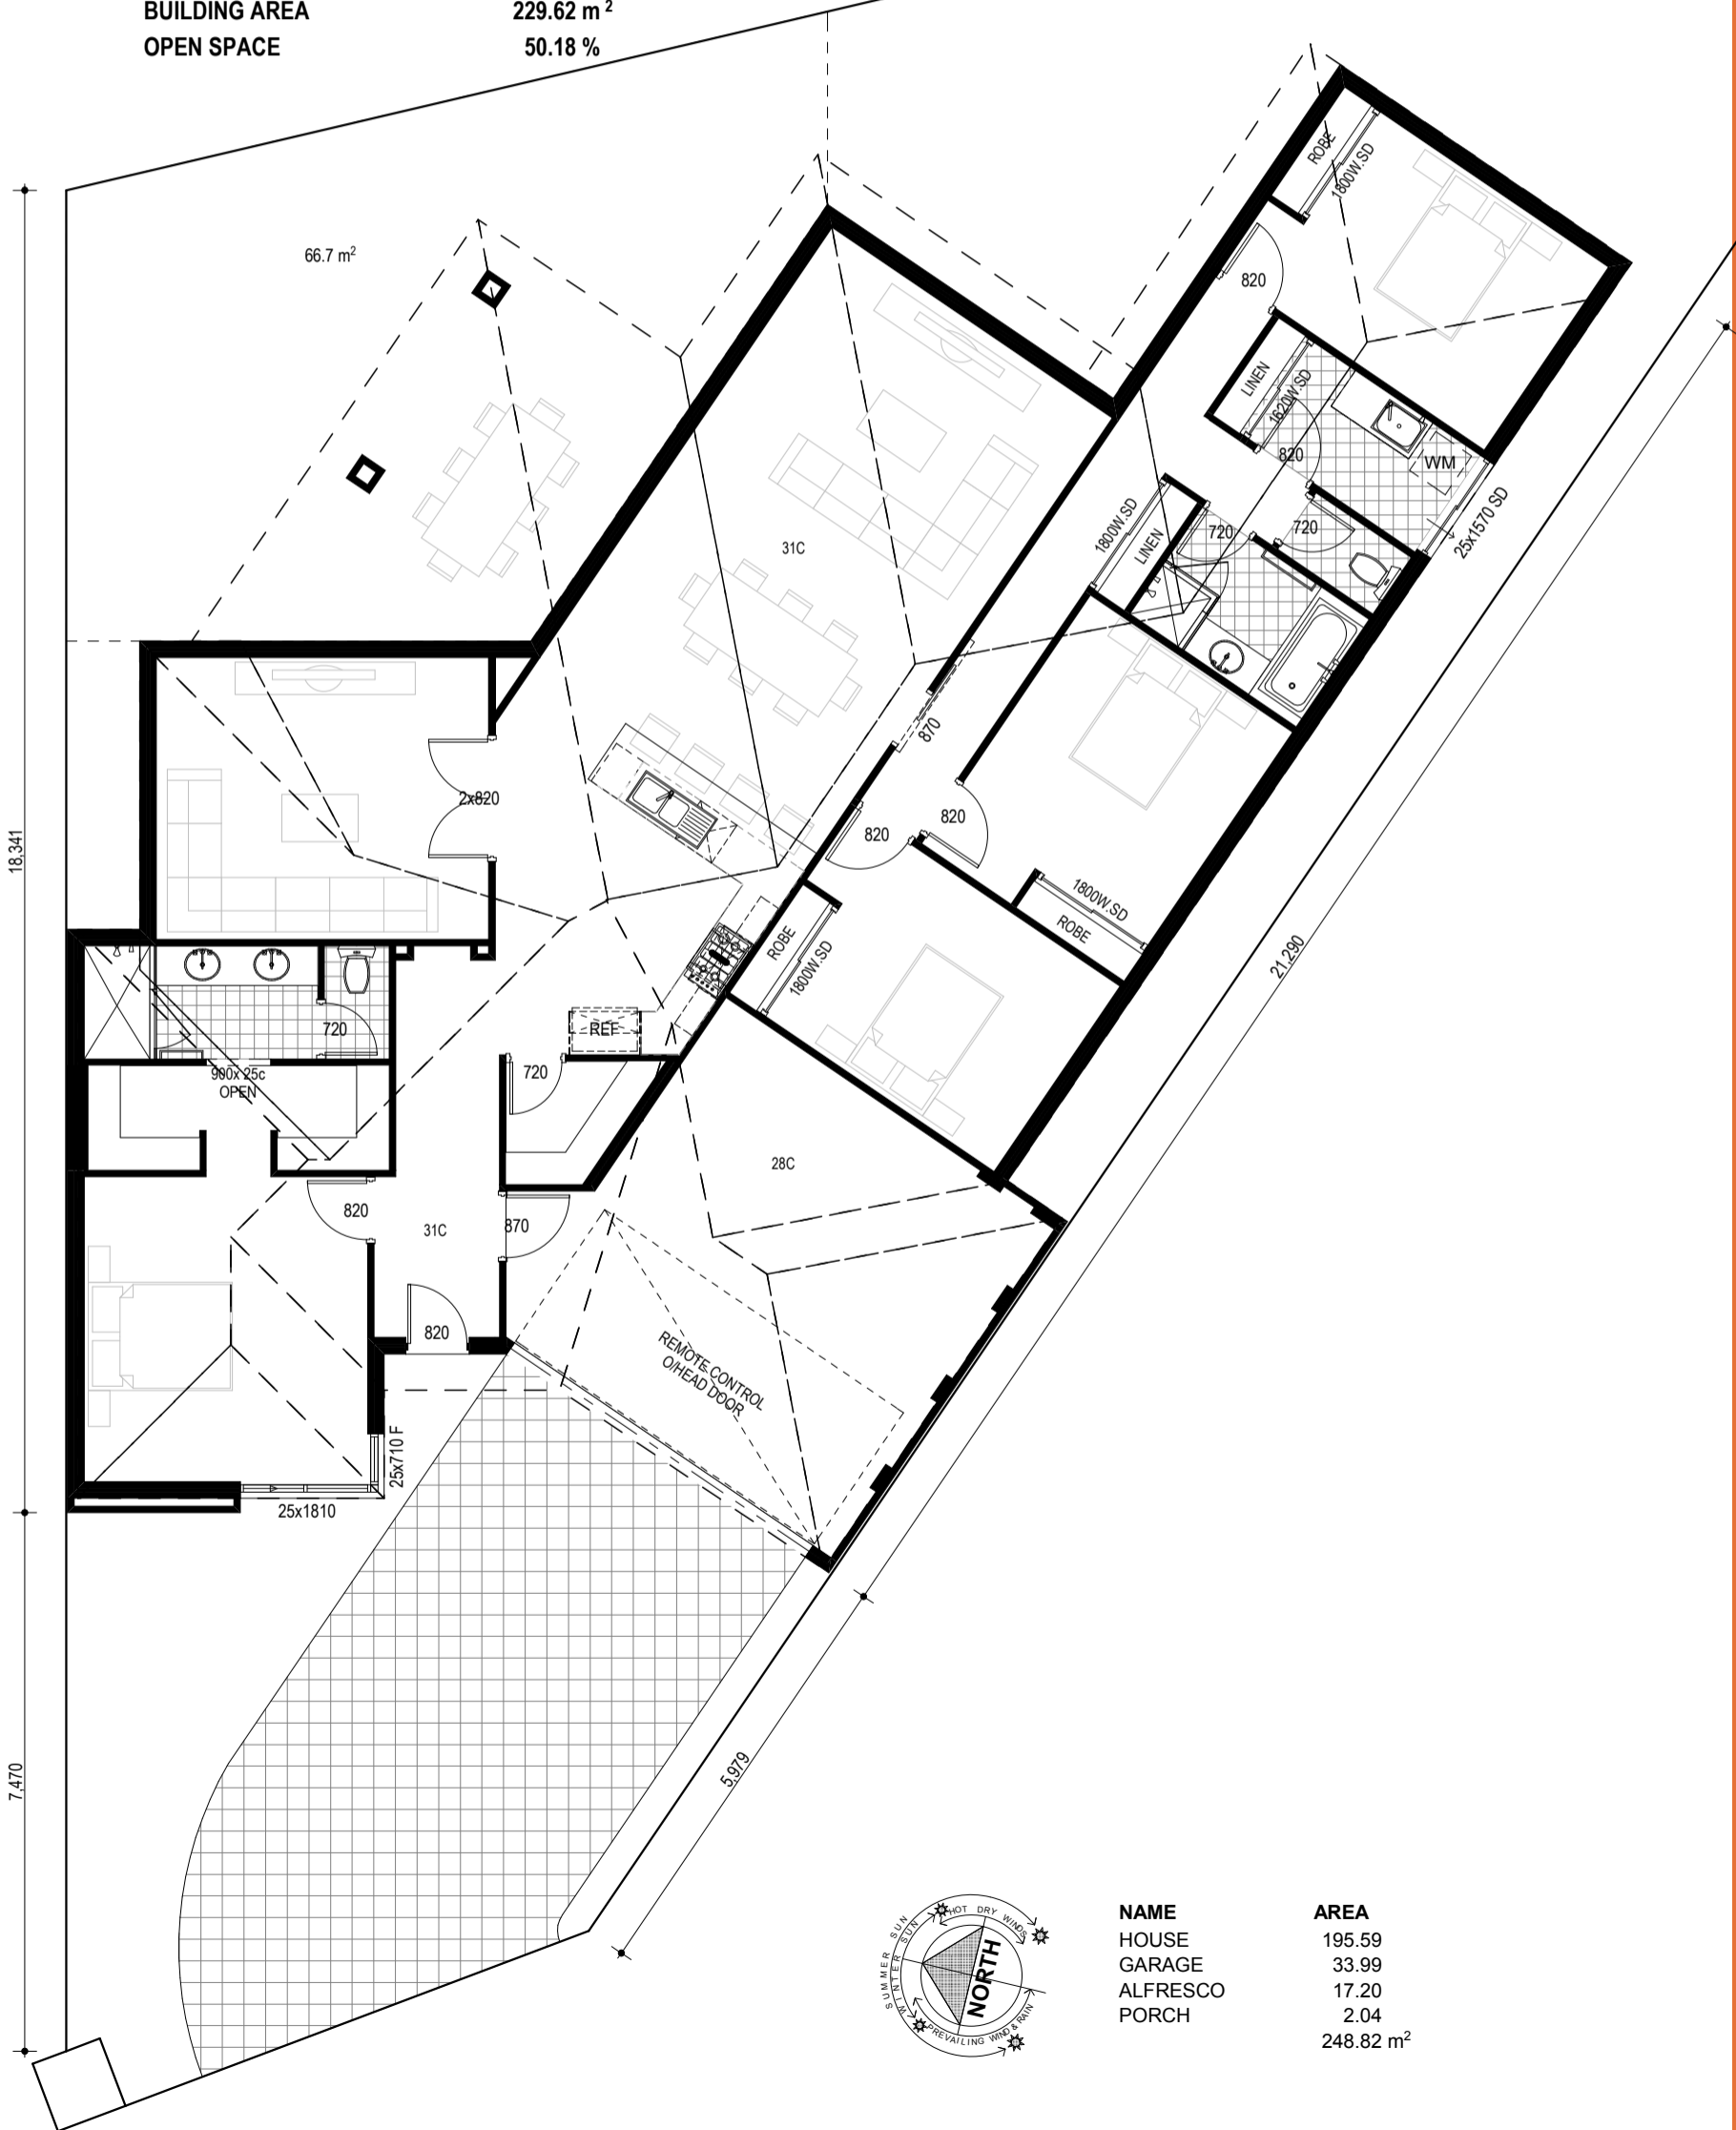 BUILDING AREA 229.62 m²
OPEN SPACE 50.18 %
66.7 m²
ROBE
1800W.SD
820
LINEN
1620W.SD
820
WM
25x1570 SD
720
720
1800W.SD
LINEN
31C
870
2x820
820
820
1800W.SD
ROBE
ROBE
1800W.SD
18,341
21,290
720
REF
720
900x 25c
OPEN
28C
820
31C
870
820
REMOTE CONTROL
O/HEAD DOOR
25x710 F
25x1810
7,470
5,979
SUMMER SUN
WINTER SUN
HOT DRY WINDS
NORTH
PREVAILING WIND & RAIN
NAME AREA
HOUSE 195.59
GARAGE 33.99
ALFRESCO 17.20
PORCH 2.04
248.82 m²